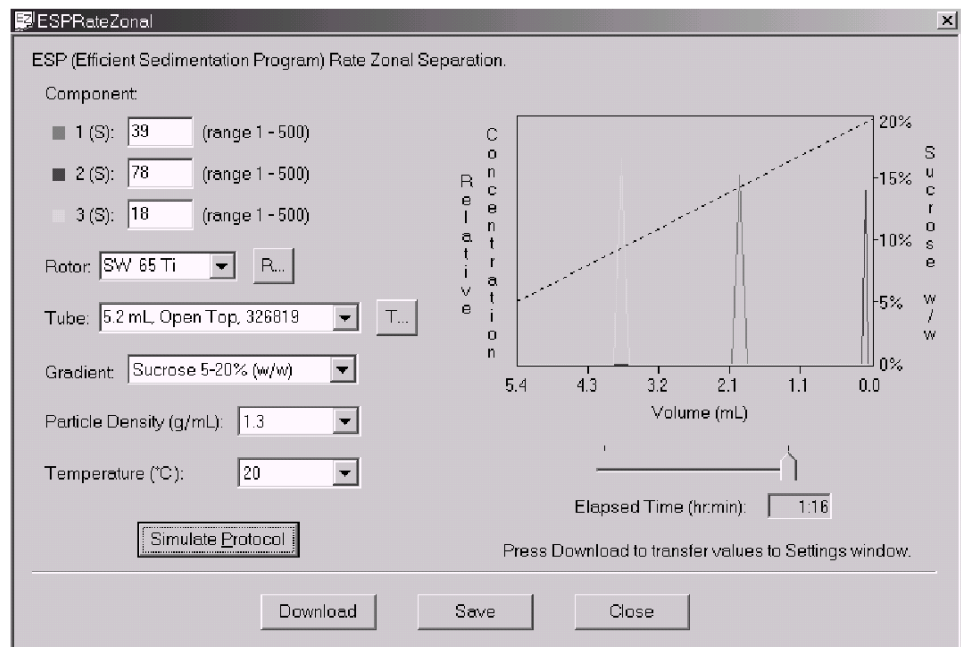 ESPRateZonal
ESP (Efficient Sedimentation Program) Rate Zonal Separation.
Component:
1 (S): 39 (range 1 - 500)
2 (S): 78 (range 1 - 500)
3 (S): 18 (range 1 - 500)
Rotor: SW 65 Ti R...
Tube: 5.2 mL, Open Top, 326819 T...
Gradient: Sucrose 5-20% (w/w)
Particle Density (g/mL): 1.3
Temperature (°C): 20
Simulate Protocol
Relative Concentration
20%
15%
10%
5%
0%
Sucrose w/w
5.4 4.3 3.2 2.1 1.1 0.0
Volume (mL)
Elapsed Time (hr:min): 1:16
Press Download to transfer values to Settings window.
Download Save Close